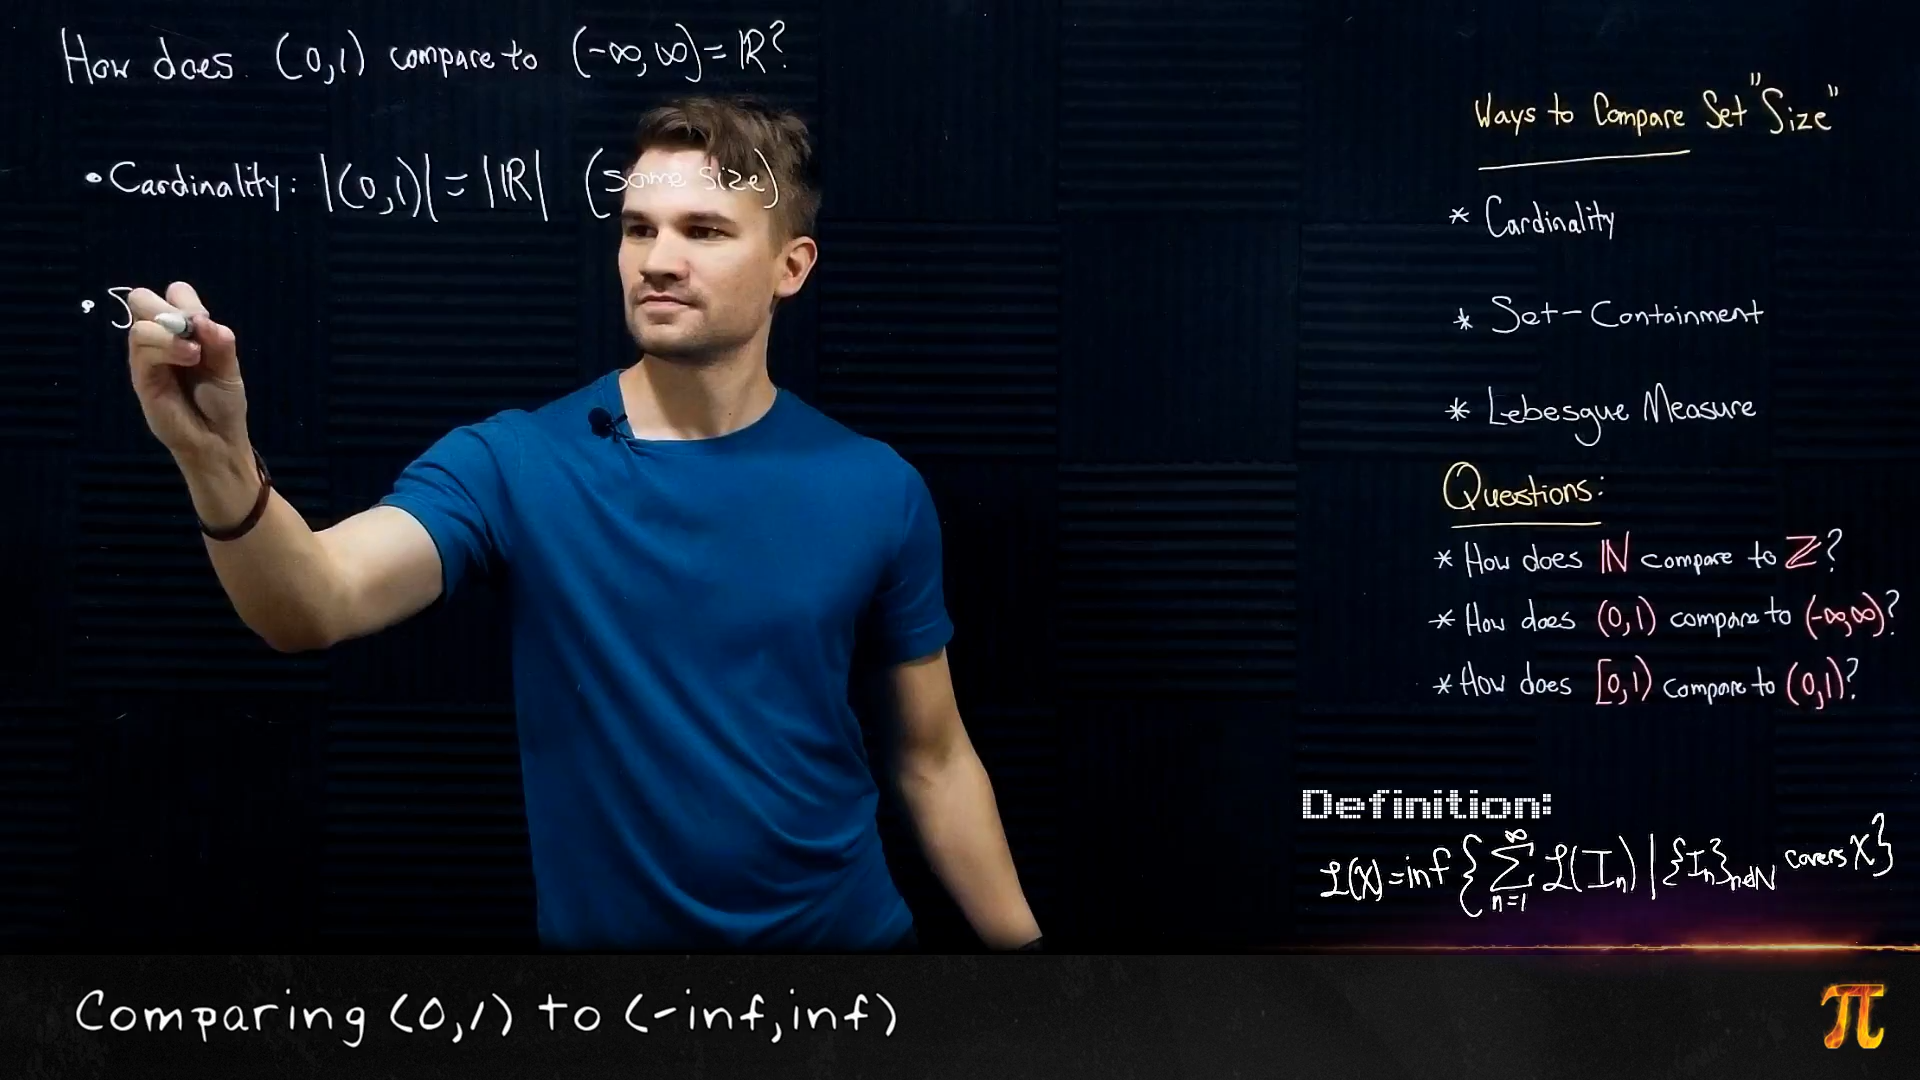 How does (0,1) compare to (-∞,∞)=ℝ?
• Cardinality: |(0,1)| = |ℝ| (same size)
• S
Ways to Compare Set "Size"
* Cardinality
* Set-Containment
* Lebesgue Measure
Questions:
* How does ℕ compare to ℤ?
* How does (0,1) compare to (-∞,∞)?
* How does [0,1) compare to (0,1)?
Definition:
ℒ(X)=inf{∑_{n=1}^{∞} ℒ(I_n) | {I_n}_{n∈ℕ} covers X}
Comparing (0,1) to (-inf,inf)
π